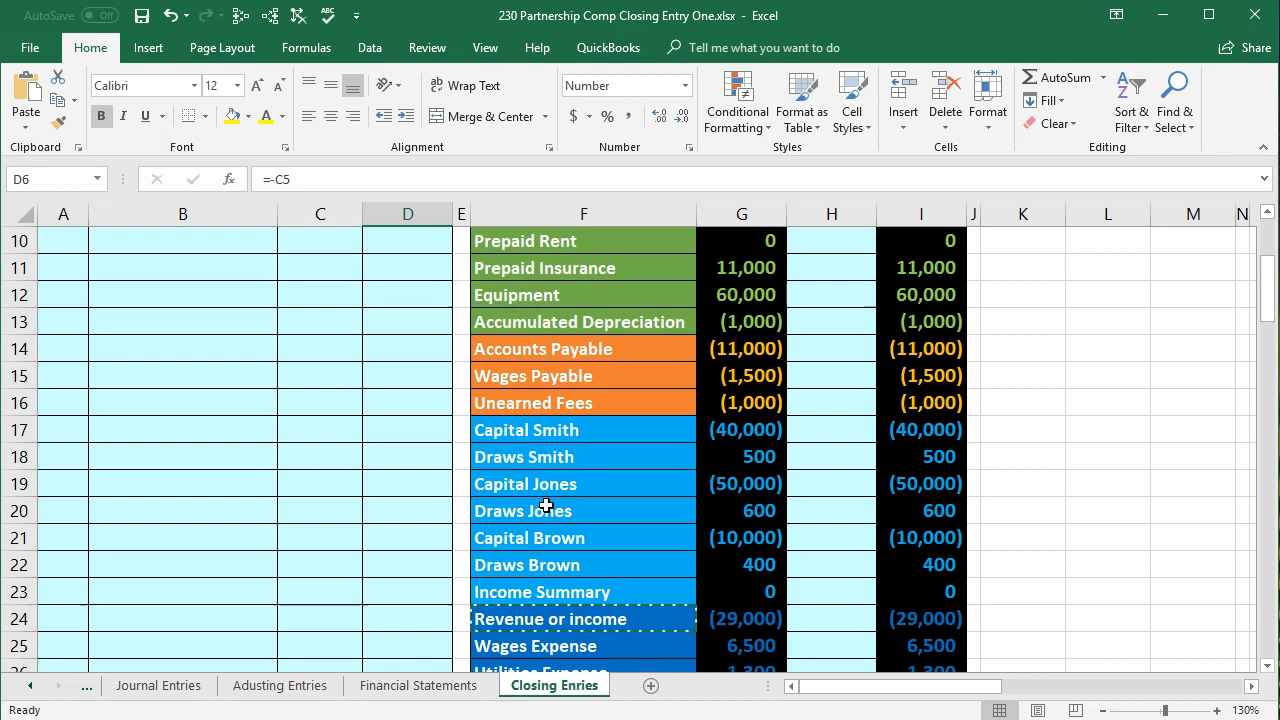 AutoSave Off
230 Partnership Comp Closing Entry One.xlsx - Excel
File Home Insert Page Layout Formulas Data Review View Help QuickBooks Tell me what you want to do Share
Paste
Clipboard
Calibri 12
B I U
Font
Wrap Text
Merge & Center
Alignment
Number
$ % ,
Number
Conditional Formatting
Format as Table
Cell Styles
Styles
Insert Delete Format
Cells
AutoSum
Fill
Clear
Sort & Filter
Find & Select
Editing
D6 fx =-C5
A B C D E F G H I J K L M N
10 Prepaid Rent 0 0
11 Prepaid Insurance 11,000 11,000
12 Equipment 60,000 60,000
13 Accumulated Depreciation (1,000) (1,000)
14 Accounts Payable (11,000) (11,000)
15 Wages Payable (1,500) (1,500)
16 Unearned Fees (1,000) (1,000)
17 Capital Smith (40,000) (40,000)
18 Draws Smith 500 500
19 Capital Jones (50,000) (50,000)
20 Draws Jones 600 600
21 Capital Brown (10,000) (10,000)
22 Draws Brown 400 400
23 Income Summary 0 0
24 Revenue or income (29,000) (29,000)
25 Wages Expense 6,500 6,500
26 Utilities Expense 1,300 1,300
... Journal Entries Adusting Entries Financial Statements Closing Enries
Ready 130%